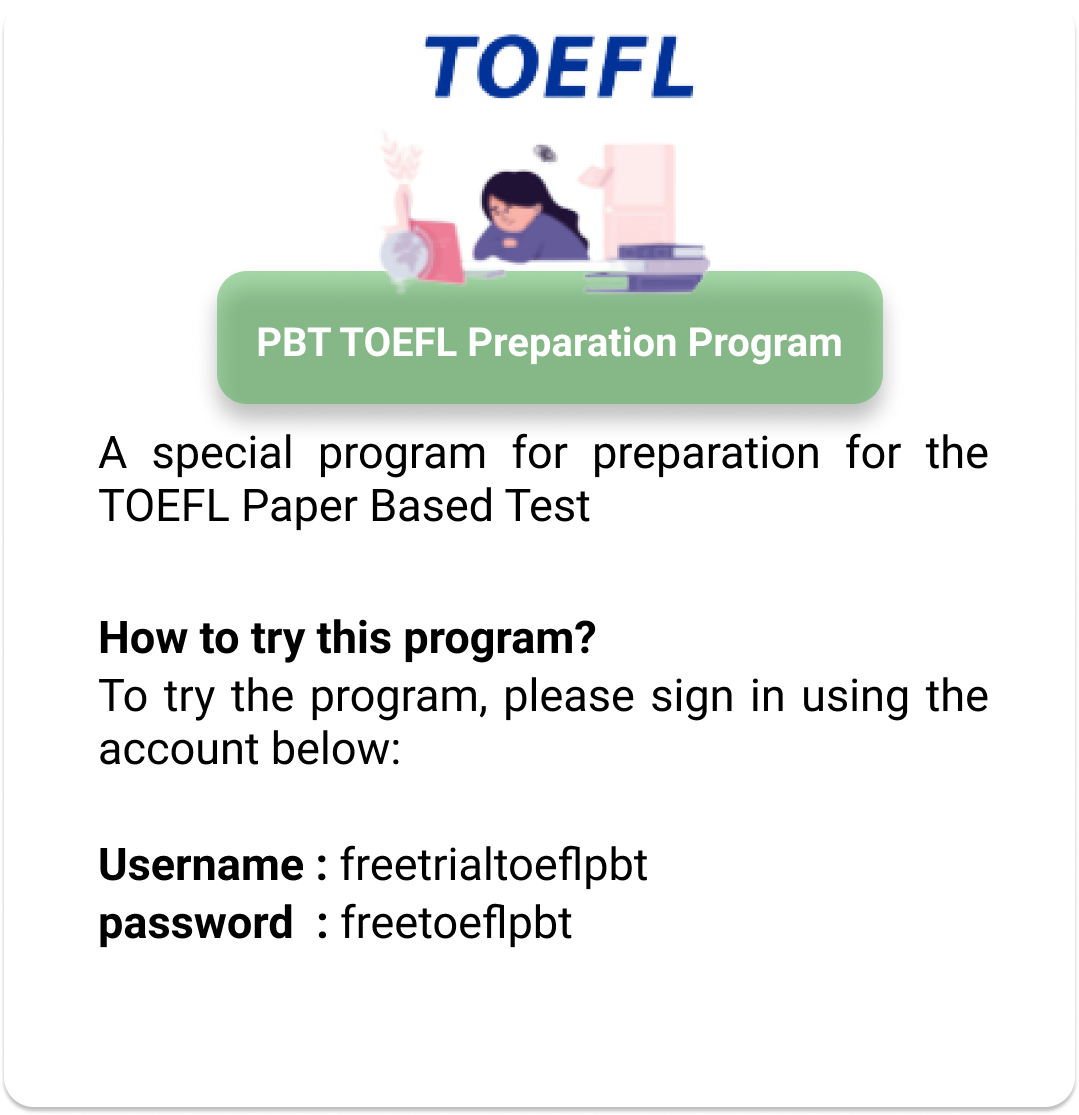 TOEFL
PBT TOEFL Preparation Program
A special program for preparation for the
TOEFL Paper Based Test
How to try this program?
To try the program, please sign in using the
account below:
Username : freetrialtoeflpbt
password : freetoeflpbt